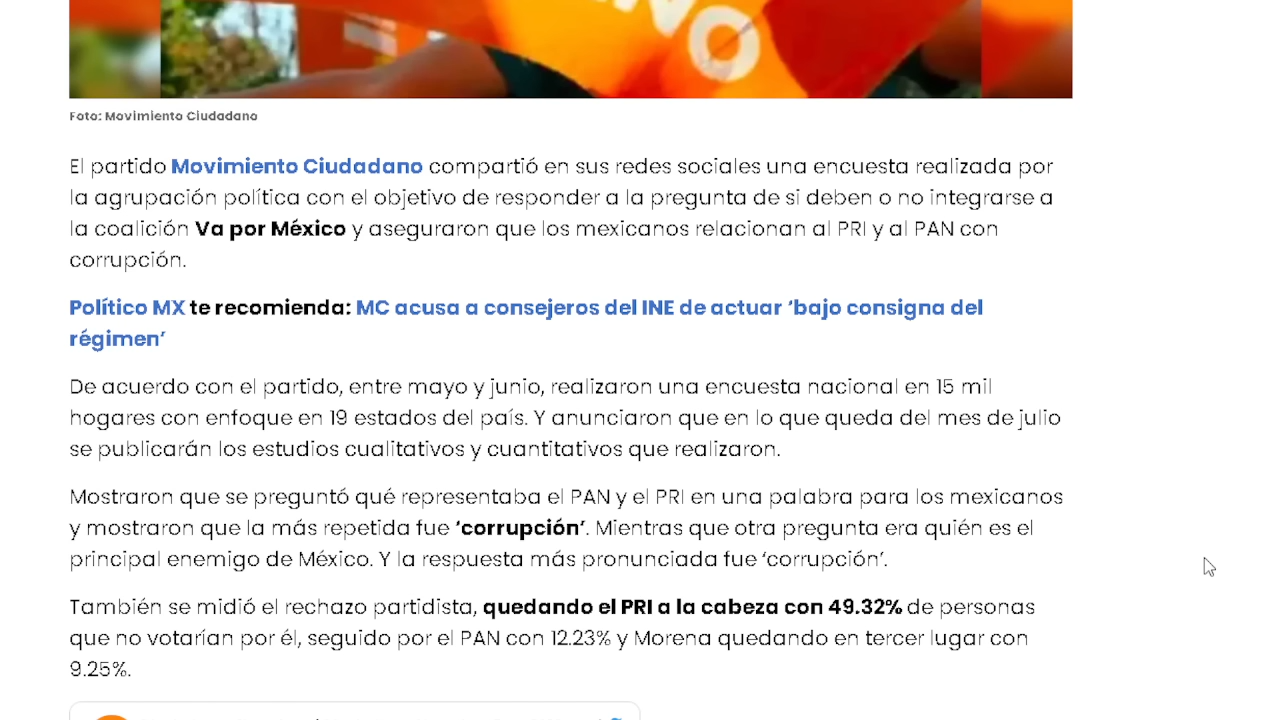 NO
Foto: Movimiento Ciudadano
El partido Movimiento Ciudadano compartió en sus redes sociales una encuesta realizada por
la agrupación política con el objetivo de responder a la pregunta de si deben o no integrarse a
la coalición Va por México y aseguraron que los mexicanos relacionan al PRI y al PAN con
corrupción.
Político MX te recomienda: MC acusa a consejeros del INE de actuar ‘bajo consigna del
régimen’
De acuerdo con el partido, entre mayo y junio, realizaron una encuesta nacional en 15 mil
hogares con enfoque en 19 estados del país. Y anunciaron que en lo que queda del mes de julio
se publicarán los estudios cualitativos y cuantitativos que realizaron.
Mostraron que se preguntó qué representaba el PAN y el PRI en una palabra para los mexicanos
y mostraron que la más repetida fue ‘corrupción’. Mientras que otra pregunta era quién es el
principal enemigo de México. Y la respuesta más pronunciada fue ‘corrupción’.
También se midió el rechazo partidista, quedando el PRI a la cabeza con 49.32% de personas
que no votarían por él, seguido por el PAN con 12.23% y Morena quedando en tercer lugar con
9.25%.